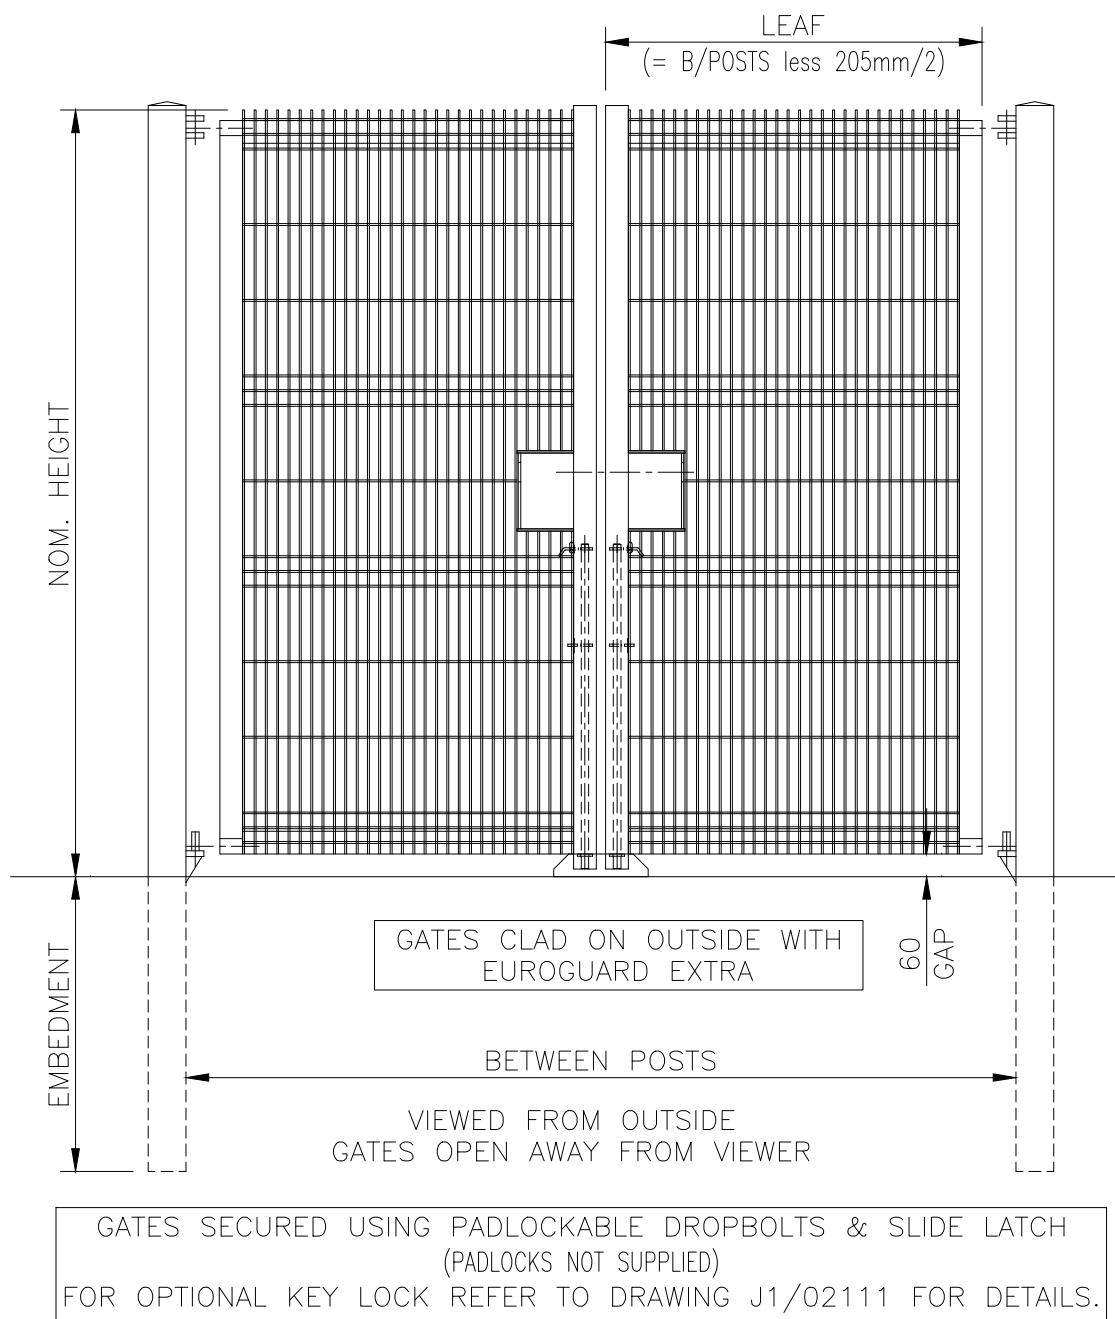 LEAF
(= B/POSTS less 205mm/2)
NOM. HEIGHT
GATES CLAD ON OUTSIDE WITH
EUROGUARD EXTRA
60
GAP
EMBEDMENT
BETWEEN POSTS
VIEWED FROM OUTSIDE
GATES OPEN AWAY FROM VIEWER
GATES SECURED USING PADLOCKABLE DROPBOLTS & SLIDE LATCH
(PADLOCKS NOT SUPPLIED)
FOR OPTIONAL KEY LOCK REFER TO DRAWING J1/02111 FOR DETAILS.